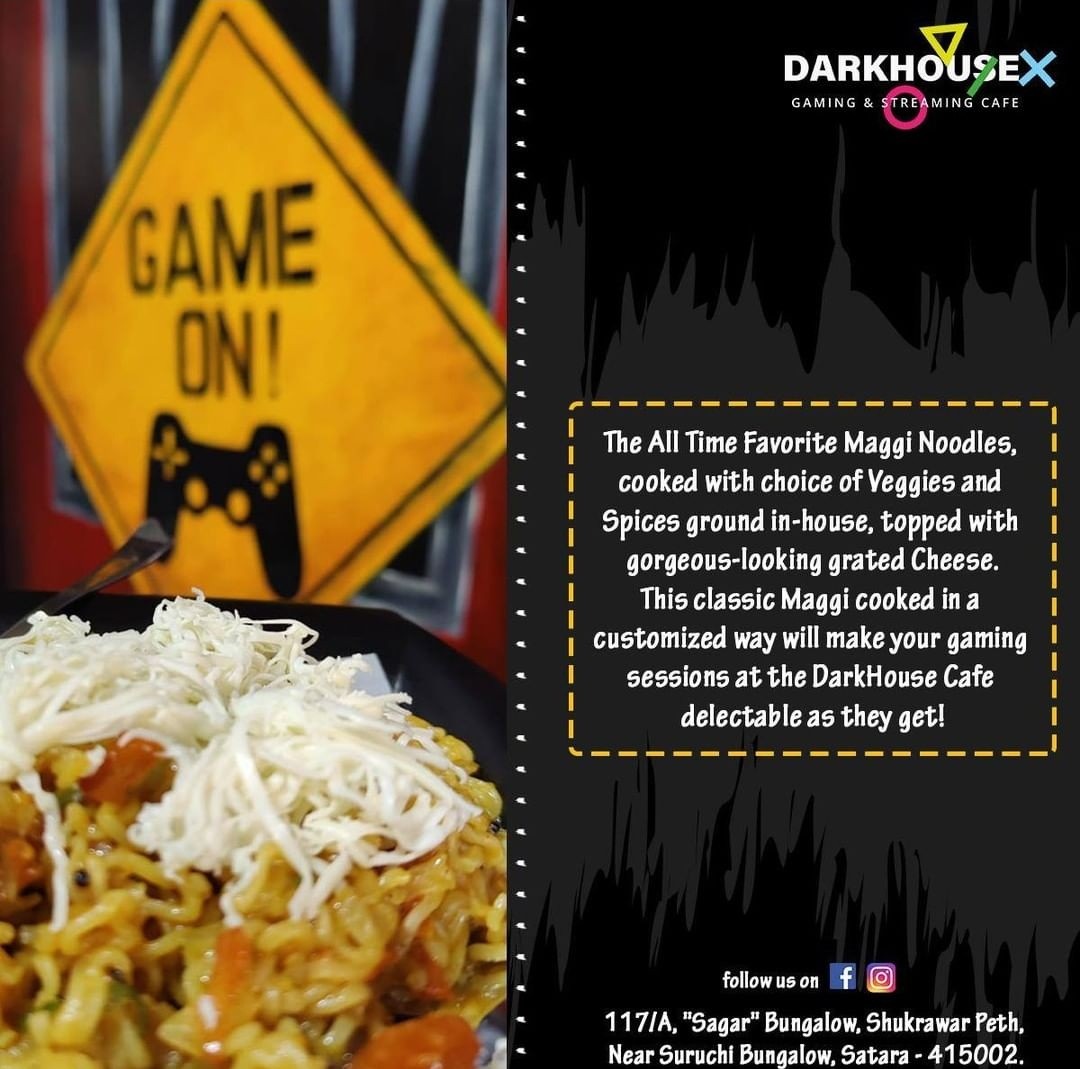 GAME
ON!
DARKHOUSEX
GAMING & STREAMING CAFE
The All Time Favorite Maggi Noodles,
cooked with choice of Veggies and
Spices ground in-house, topped with
gorgeous-looking grated Cheese.
This classic Maggi cooked in a
customized way will make your gaming
sessions at the DarkHouse Cafe
delectable as they get!
follow us on
117/A, "Sagar" Bungalow, Shukrawar Peth,
Near Suruchi Bungalow, Satara - 415002.